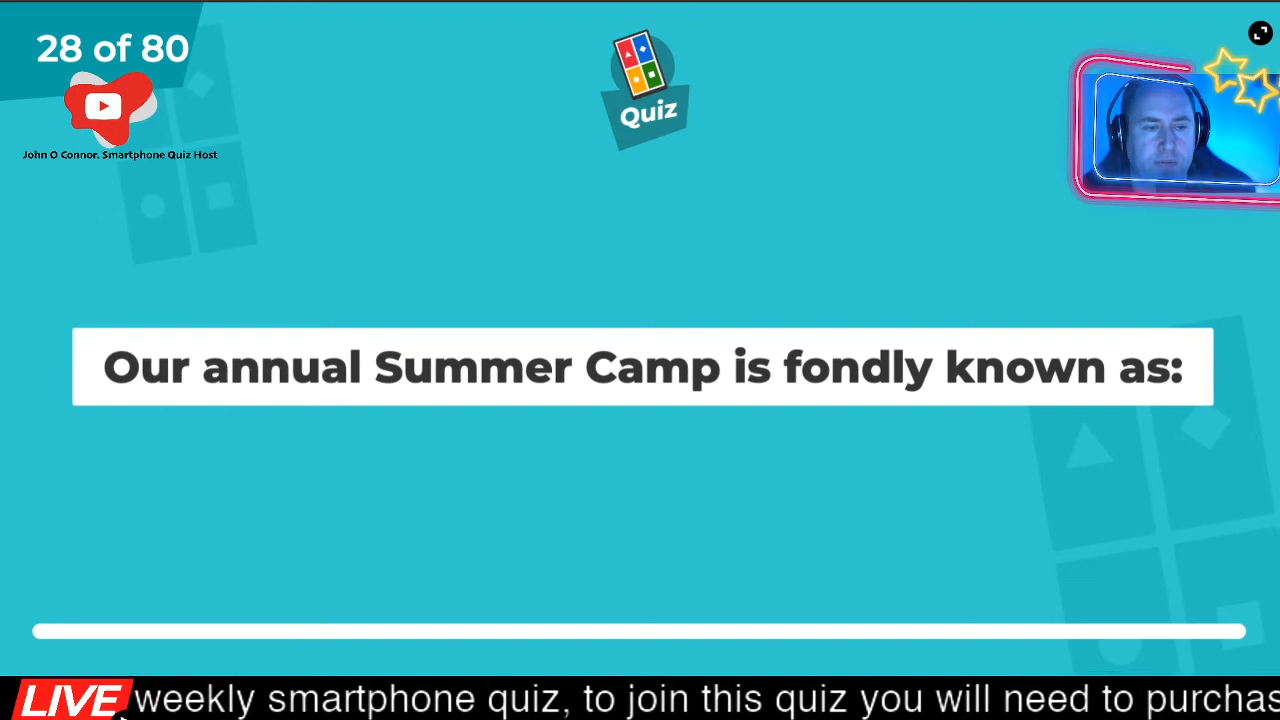 28 of 80
Quiz
John O Connor. Smartphone Quiz Host
Our annual Summer Camp is fondly known as:
LIVE weekly smartphone quiz, to join this quiz you will need to purchas